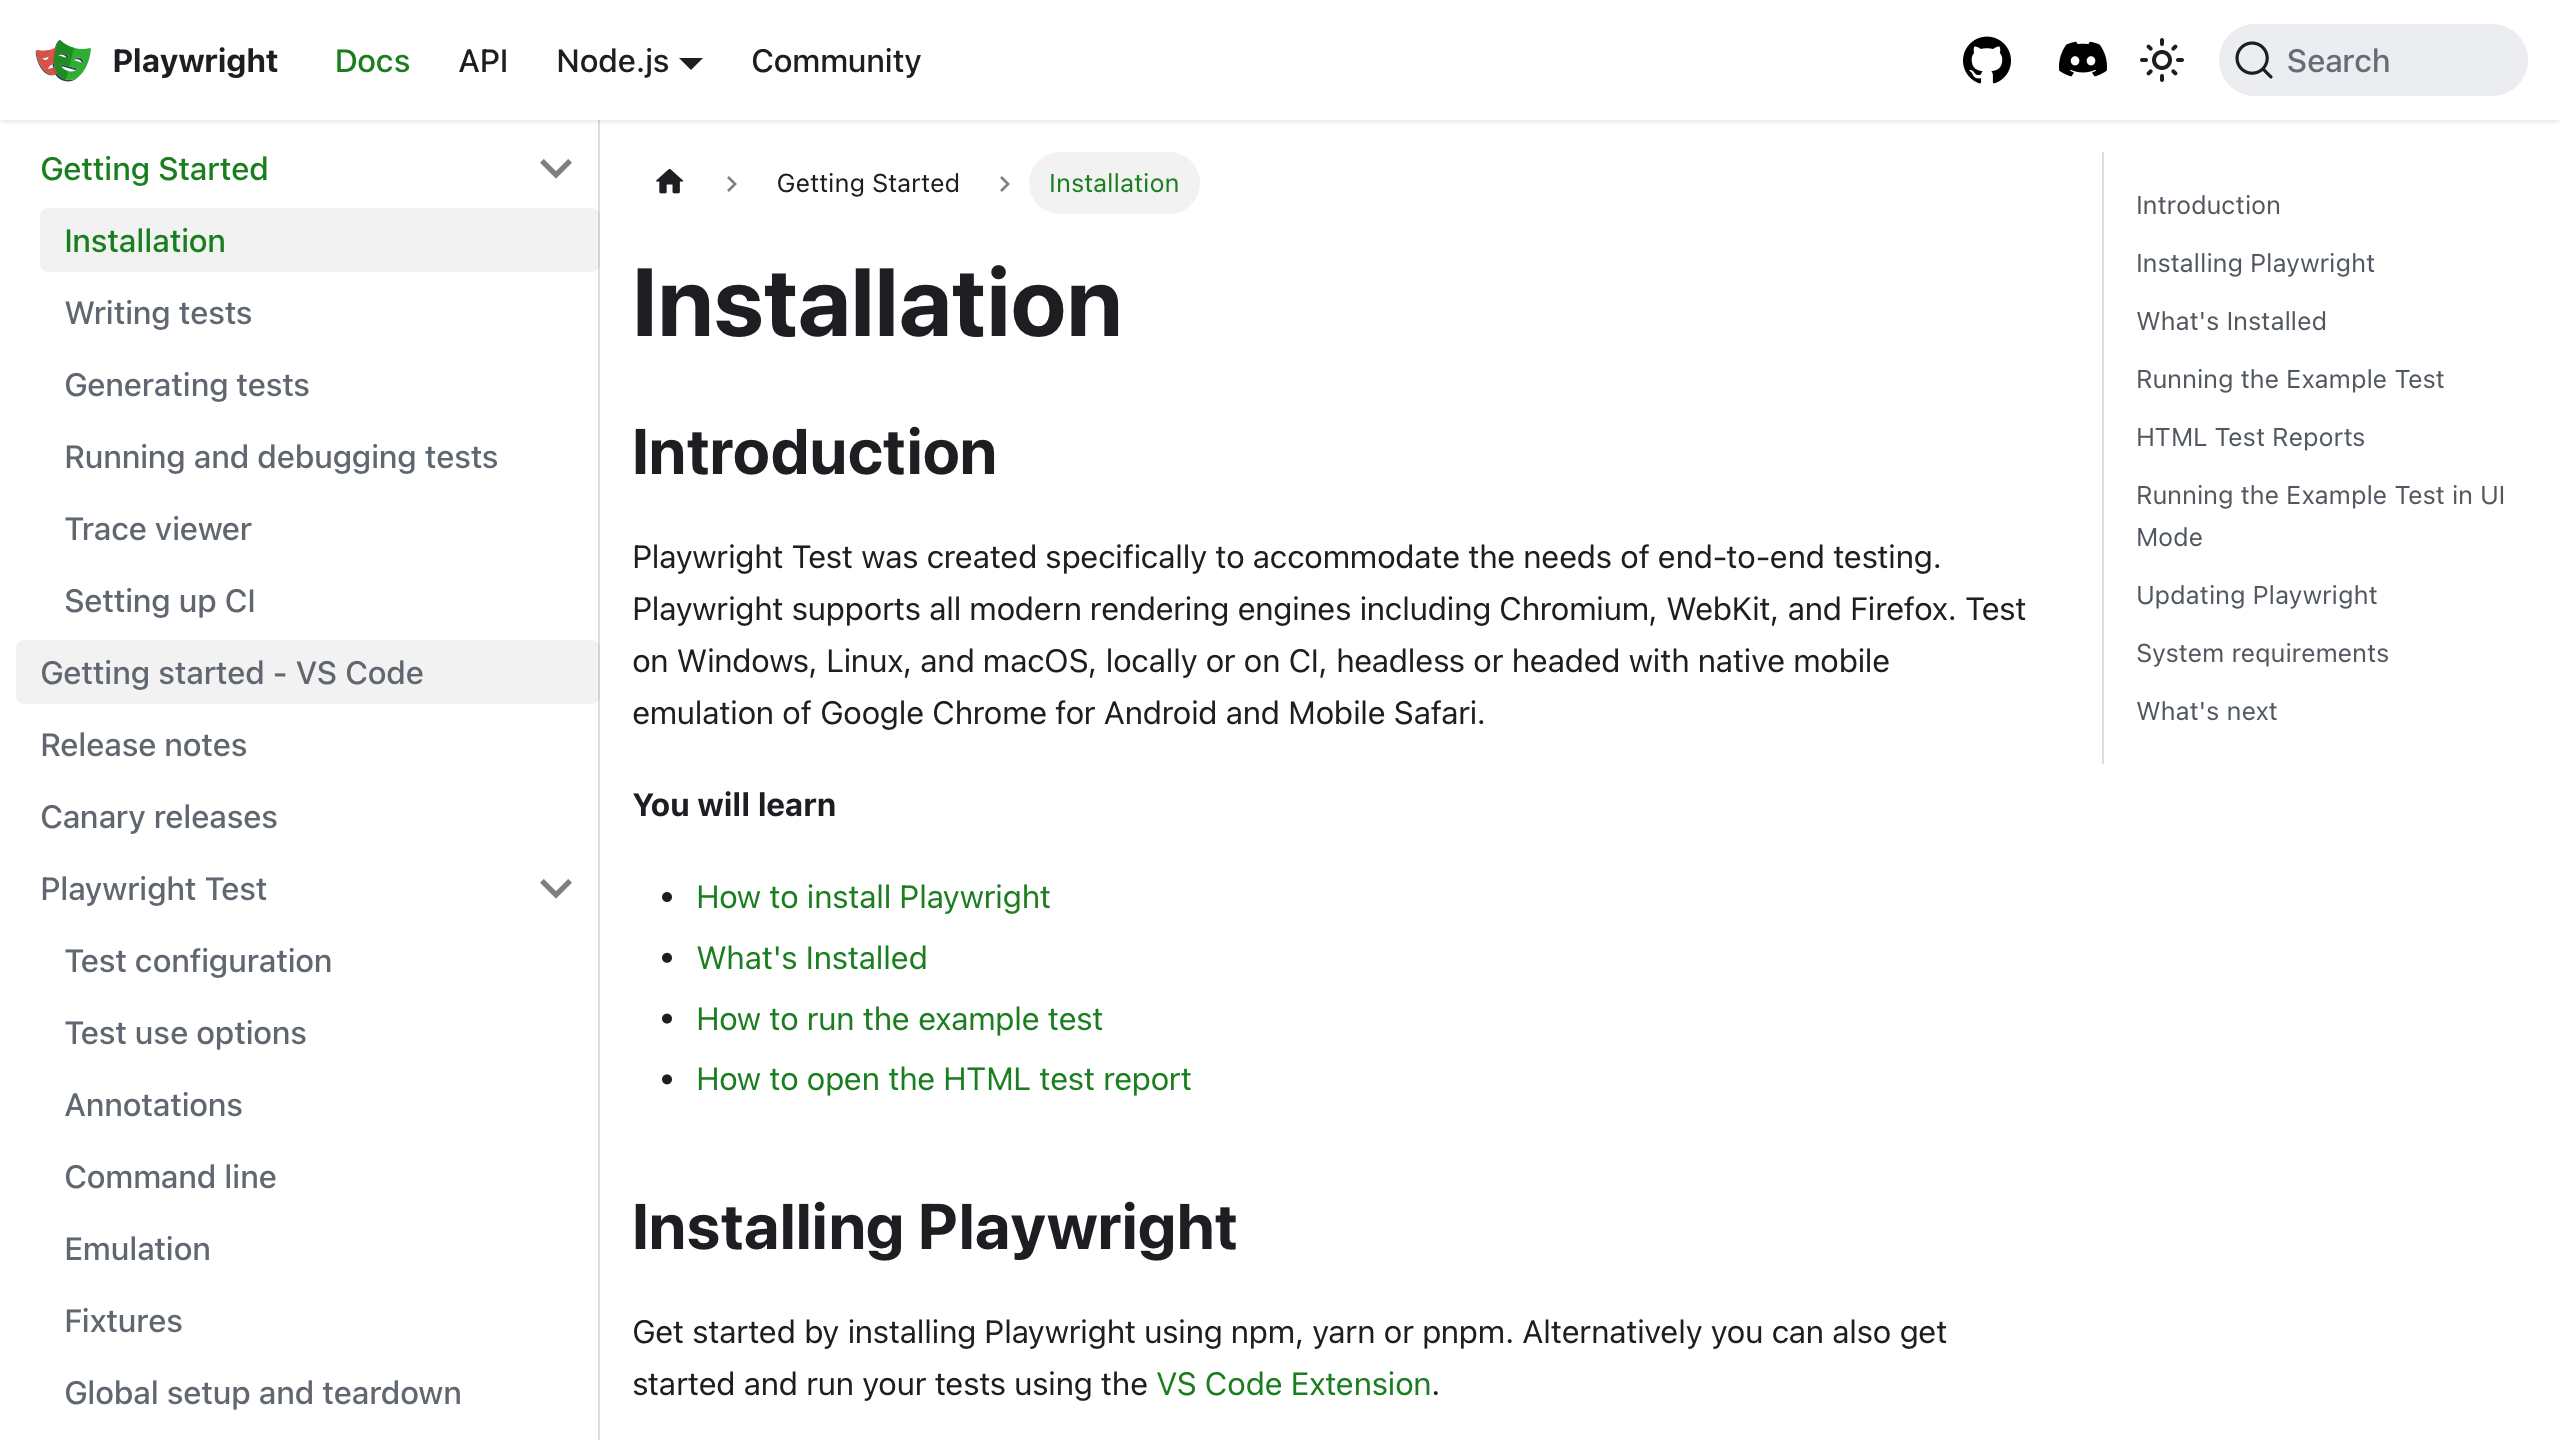 Playwright
Docs
API
Node.js
Community
Search
Getting Started
Installation
Writing tests
Generating tests
Running and debugging tests
Trace viewer
Setting up CI
Getting started - VS Code
Release notes
Canary releases
Playwright Test
Test configuration
Test use options
Annotations
Command line
Emulation
Fixtures
Global setup and teardown
Getting Started
Installation
Installation
Introduction
Playwright Test was created specifically to accommodate the needs of end-to-end testing.
Playwright supports all modern rendering engines including Chromium, WebKit, and Firefox. Test
on Windows, Linux, and macOS, locally or on CI, headless or headed with native mobile
emulation of Google Chrome for Android and Mobile Safari.
You will learn
• How to install Playwright
• What's Installed
• How to run the example test
• How to open the HTML test report
Installing Playwright
Get started by installing Playwright using npm, yarn or pnpm. Alternatively you can also get
started and run your tests using the VS Code Extension.
Introduction
Installing Playwright
What's Installed
Running the Example Test
HTML Test Reports
Running the Example Test in UI
Mode
Updating Playwright
System requirements
What's next